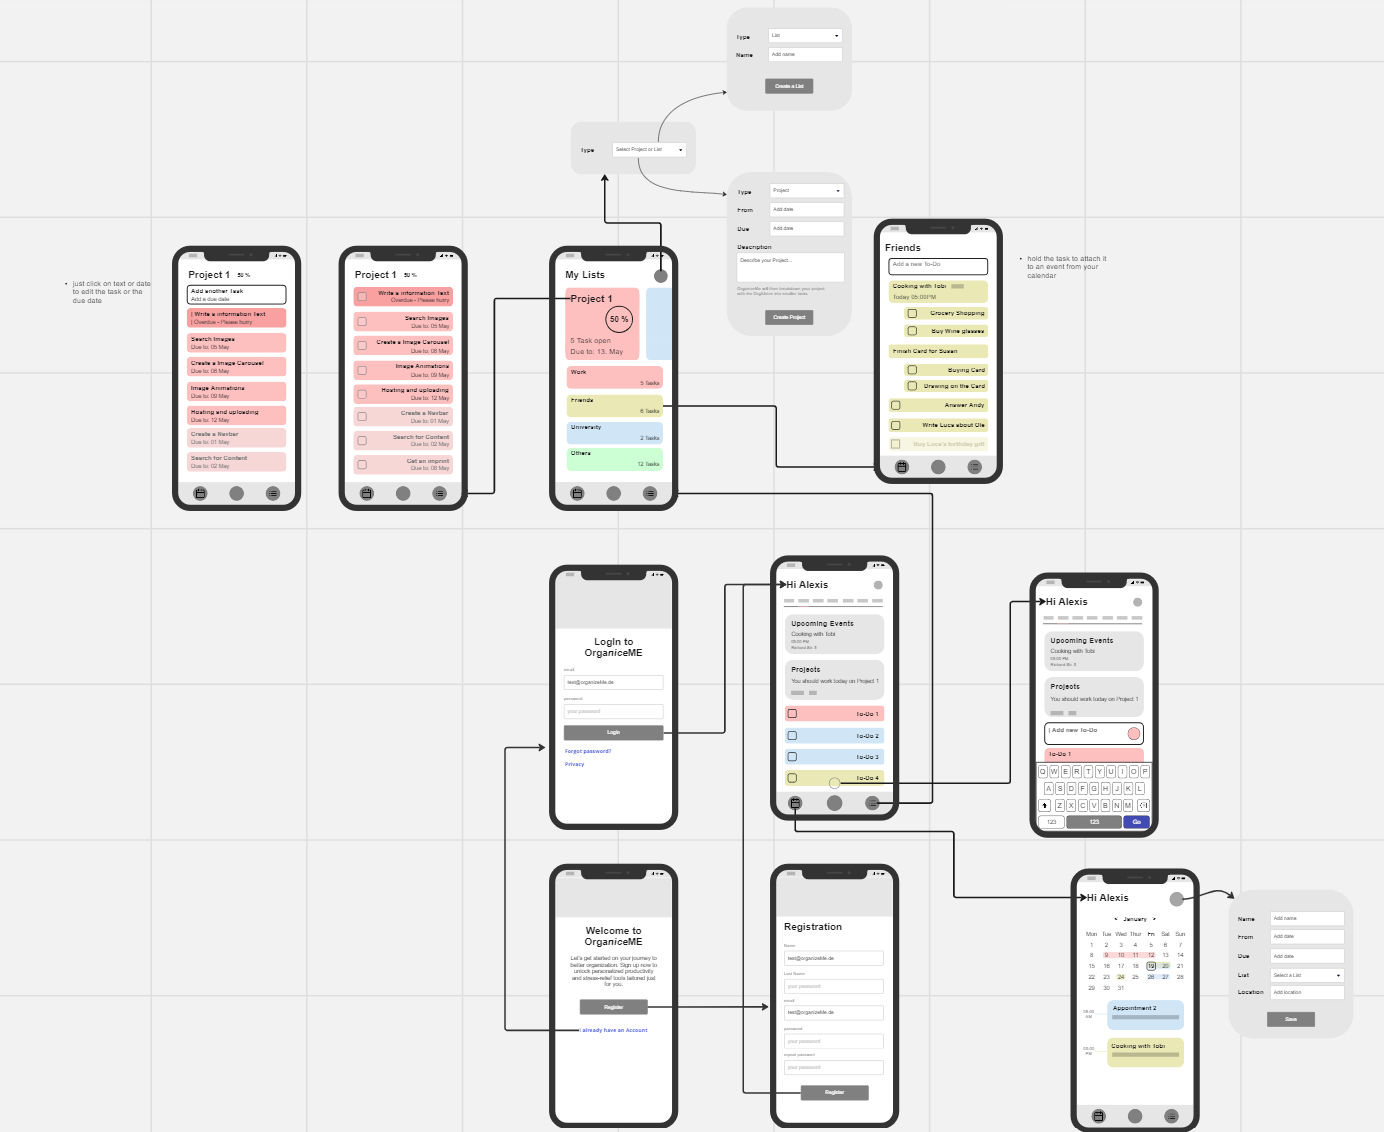 Type
List
Name
Add name
Create a List
Type
Select Project or List
Type
Project
From
Add date
Due
Add date
Description
Describe your Project...
Create Project
• just click on text or date
to edit the task or the
due date
Project 1 50 %
Add another Task
Add a due date
| Write a information Text
| Overdue - Please hurry
Search Images
Due to: 05 May
Create a Image Carousel
Due to: 08 May
Image Animations
Due to: 09 May
Hosting and uploading
Due to: 12 May
Create a Navbar
Due to: 01 May
Search for Content
Due to: 02 May
Project 1 50 %
Write a information Text
Overdue - Please hurry
Search Images
Due to: 05 May
Create a Image Carousel
Due to: 08 May
Image Animations
Due to: 09 May
Hosting and uploading
Due to: 12 May
Create a Navbar
Due to: 01 May
Search for Content
Due to: 02 May
Get an imprint
Due to: 08 May
My Lists
Project 1
50 %
5 Task open
Due to: 13. May
Work
5 Tasks
Friends
6 Tasks
University
2 Tasks
Others
12 Tasks
Friends
Add a new To-Do
Cooking with Tobi
Today 05:00PM
Grocery Shopping
Buy Wine glasses
Finish Card for Susan
Buying Card
Drawing on the Card
Answer Andy
Write Luca about Ole
Buy Luca's birthday gift
• hold the task to attach it
to an event from your
calendar
LogIn to
OrganiceME
email
test@organizeMe.de
password
your password
Login
Forgot password?
Privacy
Hi Alexis
Upcoming Events
Cooking with Tobi
05:00 PM
Richard Str. 5
Projects
You should work today on Project 1
To-Do 1
To-Do 2
To-Do 3
To-Do 4
Hi Alexis
Upcoming Events
Cooking with Tobi
05:00 PM
Richard Str. 5
Projects
You should work today on Project 1
| Add new To-Do
To-Do 1
Q W E R T Y U I O P
A S D F G H J K L
Z X C V B N M
123 123 Go
Welcome to
OrganiceME
Let's get started on your journey to
better organization. Sign up now to
unlock personalized productivity
and stress-relief tools tailored just
for you.
Register
I already have an Account
Registration
Name
test@organizeMe.de
Last Name
your password
email
test@organizeMe.de
password
your password
repeat password
your password
Register
Hi Alexis
< January >
Mon Tue Wed Thur Fri Sat Sun
1 2 3 4 5 6 7
8 9 10 11 12 13 14
15 16 17 18 19 20 21
22 23 24 25 26 27 28
29 30 31
AM
Appointment 2
PM
Cooking with Tobi
Name
Add name
From
Add date
Due
Add date
List
Select a List
Location
Add location
Save